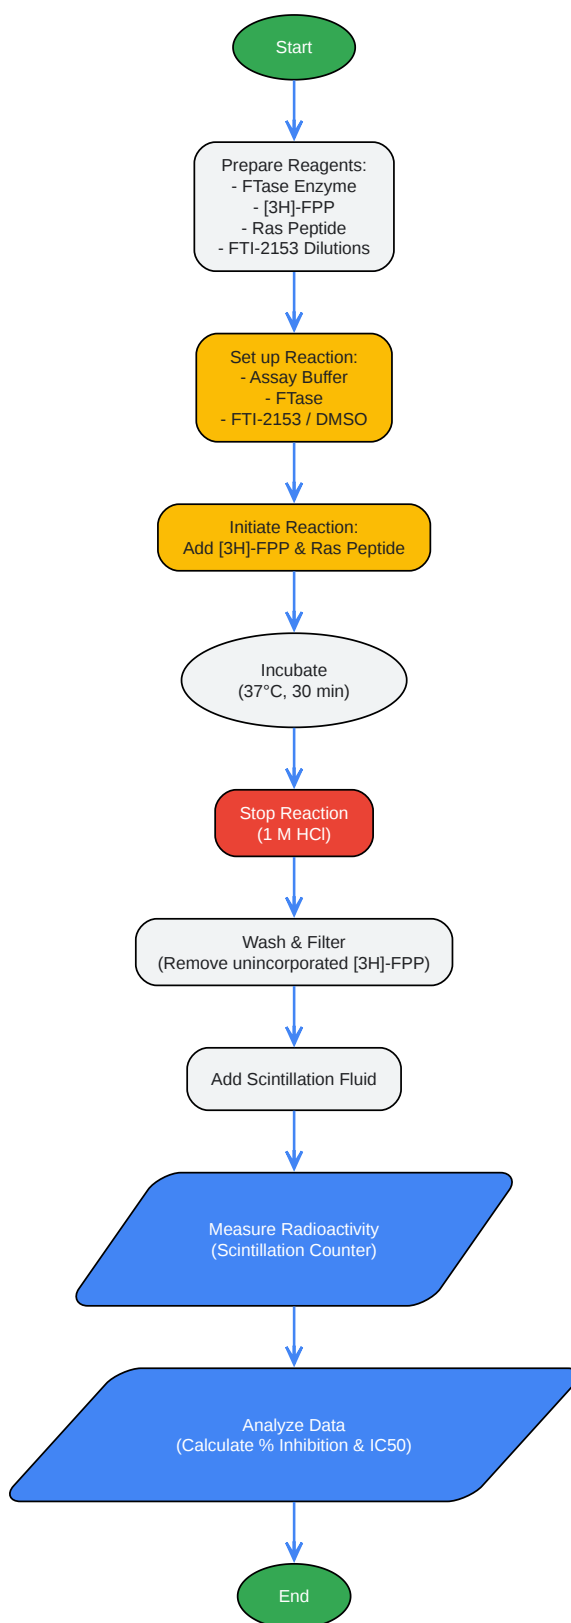 Start
Prepare Reagents:
- FTase Enzyme
- [3H]-FPP
- Ras Peptide
- FTI-2153 Dilutions
Set up Reaction:
- Assay Buffer
- FTase
- FTI-2153 / DMSO
Initiate Reaction:
Add [3H]-FPP & Ras Peptide
Incubate
(37°C, 30 min)
Stop Reaction
(1 M HCl)
Wash & Filter
(Remove unincorporated [3H]-FPP)
Add Scintillation Fluid
Measure Radioactivity
(Scintillation Counter)
Analyze Data
(Calculate % Inhibition & IC50)
End